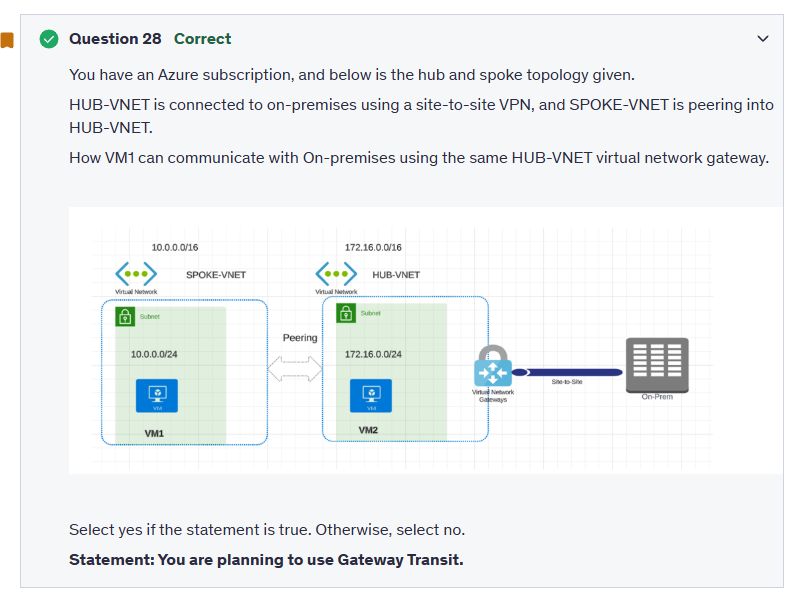 Question 28 Correct
You have an Azure subscription, and below is the hub and spoke topology given.
HUB-VNET is connected to on-premises using a site-to-site VPN, and SPOKE-VNET is peering into
HUB-VNET.
How VM1 can communicate with On-premises using the same HUB-VNET virtual network gateway.
10.0.0.0/16
172.16.0.0/16
SPOKE-VNET
HUB-VNET
Virtual Network
Virtual Network
Subnet
Subnet
Peering
10.0.0.0/24
172.16.0.0/24
VM
VM
Virtual Network
Gateways
Site-to-Site
On-Prem
VM1
VM2
Select yes if the statement is true. Otherwise, select no.
Statement: You are planning to use Gateway Transit.